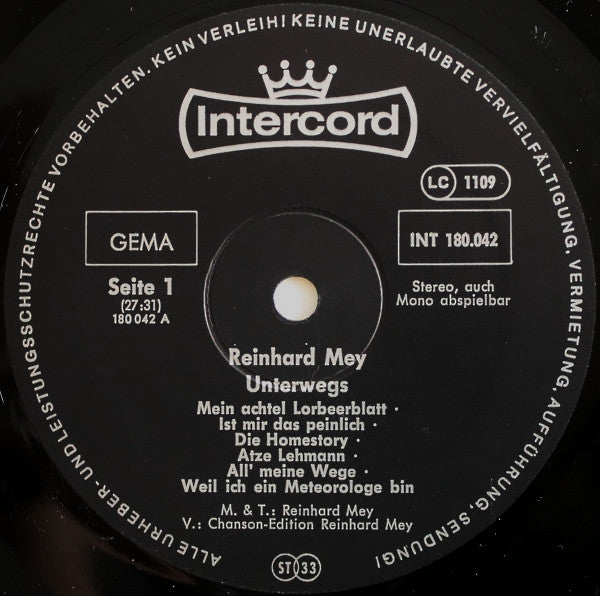 ALLE URHEBER- UND LEISTUNGSSCHUTZRECHTE VORBEHALTEN. KEIN VERLEIH! KEINE UNERLAUBTE VERVIELFÄLTIGUNG, VERMIETUNG, AUFFÜHRUNG, SENDUNG!
Intercord
LC 1109
GEMA
INT 180.042
Seite 1
(27:31)
180 042 A
Stereo, auch
Mono abspielbar
Reinhard Mey
Unterwegs
Mein achtel Lorbeerblatt ·
Ist mir das peinlich ·
Die Homestory ·
Atze Lehmann ·
All' meine Wege ·
Weil ich ein Meteorologe bin
M. & T.: Reinhard Mey
V.: Chanson-Edition Reinhard Mey
ST 33